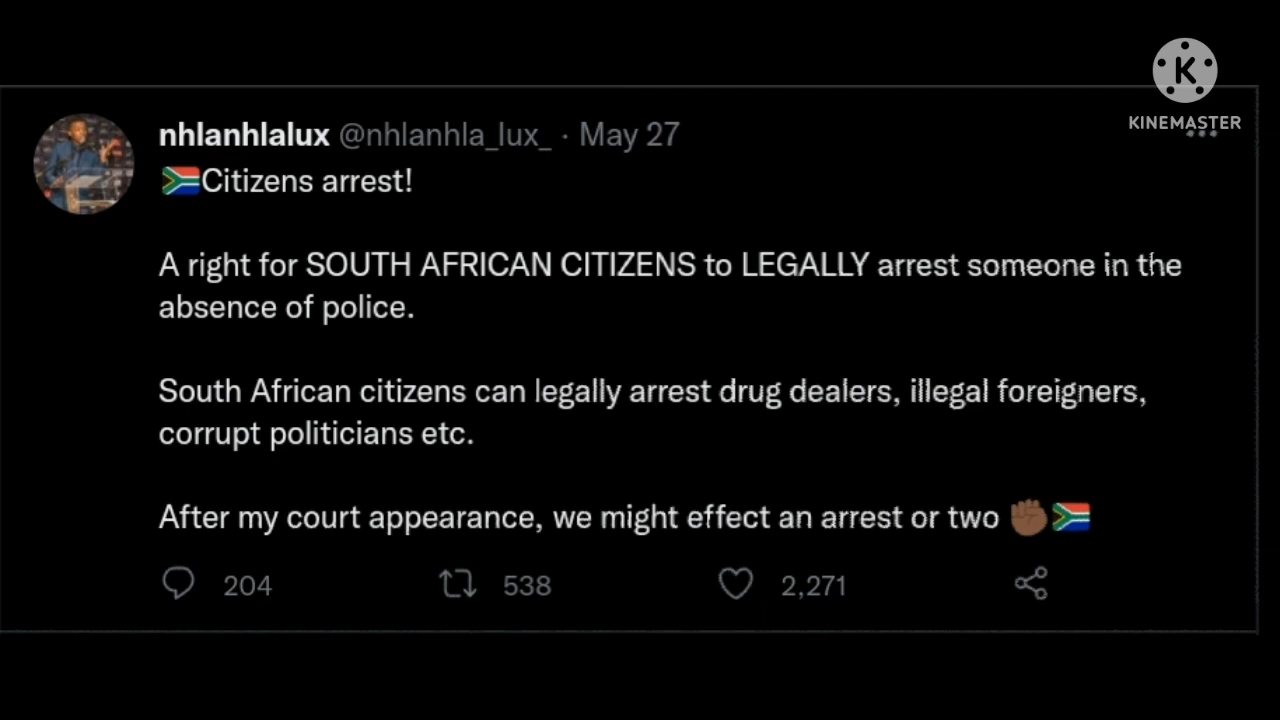 nhlanhlalux @nhlanhla_lux_ · May 27
🇿🇦Citizens arrest!
A right for SOUTH AFRICAN CITIZENS to LEGALLY arrest someone in the
absence of police.
South African citizens can legally arrest drug dealers, illegal foreigners,
corrupt politicians etc.
After my court appearance, we might effect an arrest or two ✊🏾🇿🇦
204 538 2,271
K
KINEMASTER